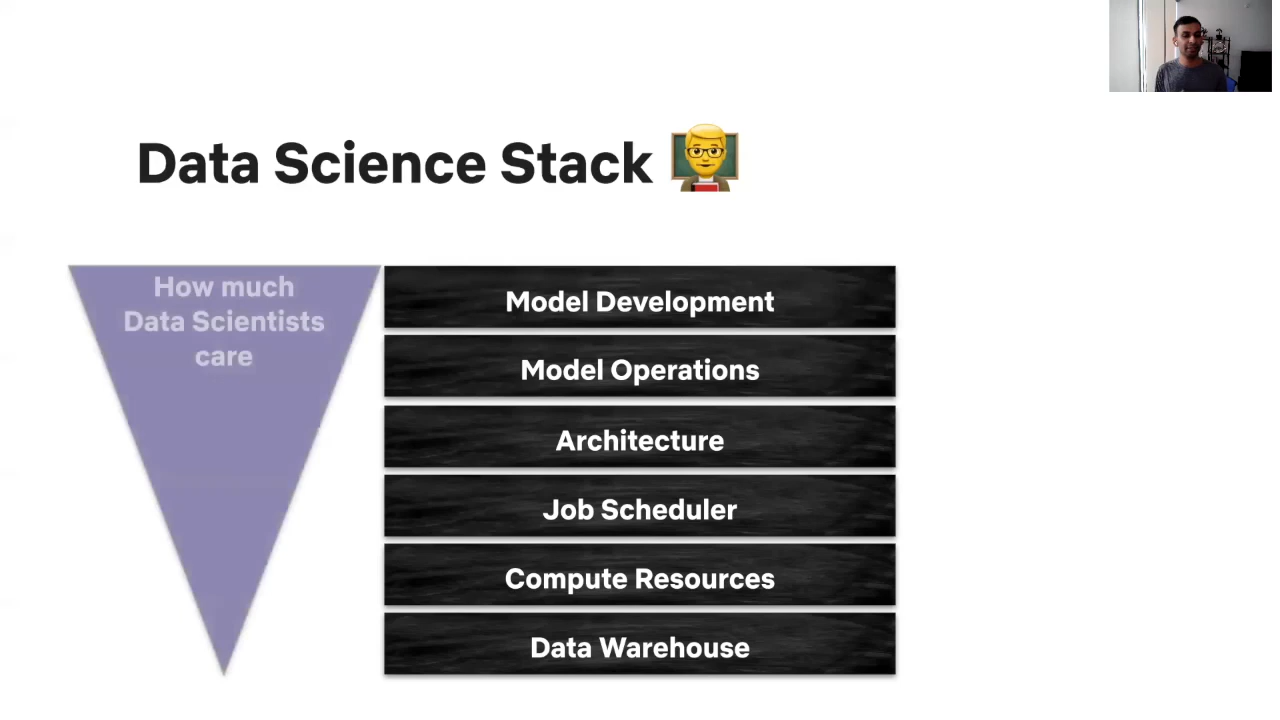 Data Science Stack
How much
Data Scientists
care
Model Development
Model Operations
Architecture
Job Scheduler
Compute Resources
Data Warehouse